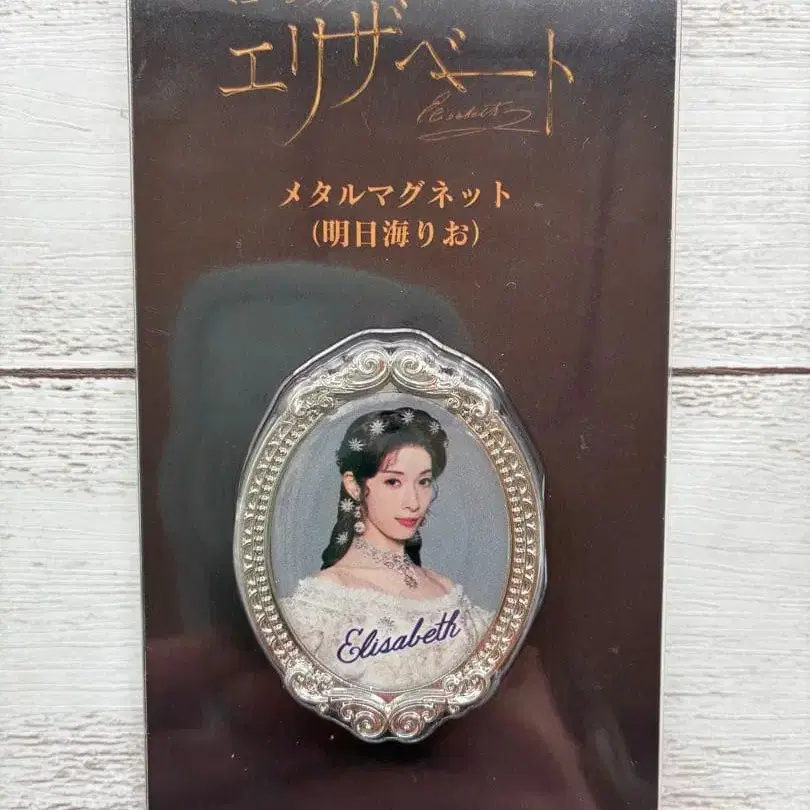 エリザベート
Elisabeth
メタルマグネット
(明日海りお)
Elisabeth